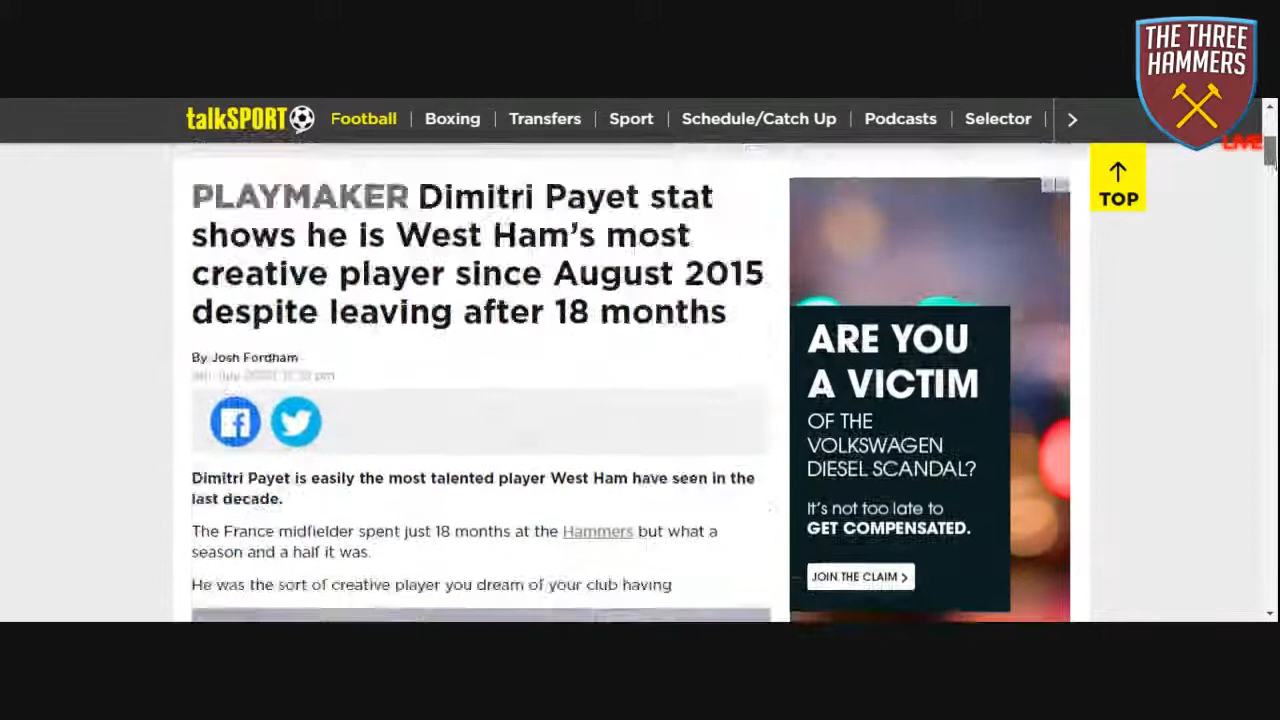 THE THREE
HAMMERS
LIVE
talkSPORT Football Boxing Transfers Sport Schedule/Catch Up Podcasts Selector
TOP
PLAYMAKER Dimitri Payet stat
shows he is West Ham's most
creative player since August 2015
despite leaving after 18 months
By Josh Fordham
Dimitri Payet is easily the most talented player West Ham have seen in the
last decade.
The France midfielder spent just 18 months at the Hammers but what a
season and a half it was.
He was the sort of creative player you dream of your club having
ARE YOU
A VICTIM
OF THE
VOLKSWAGEN
DIESEL SCANDAL?
It's not too late to
GET COMPENSATED.
JOIN THE CLAIM